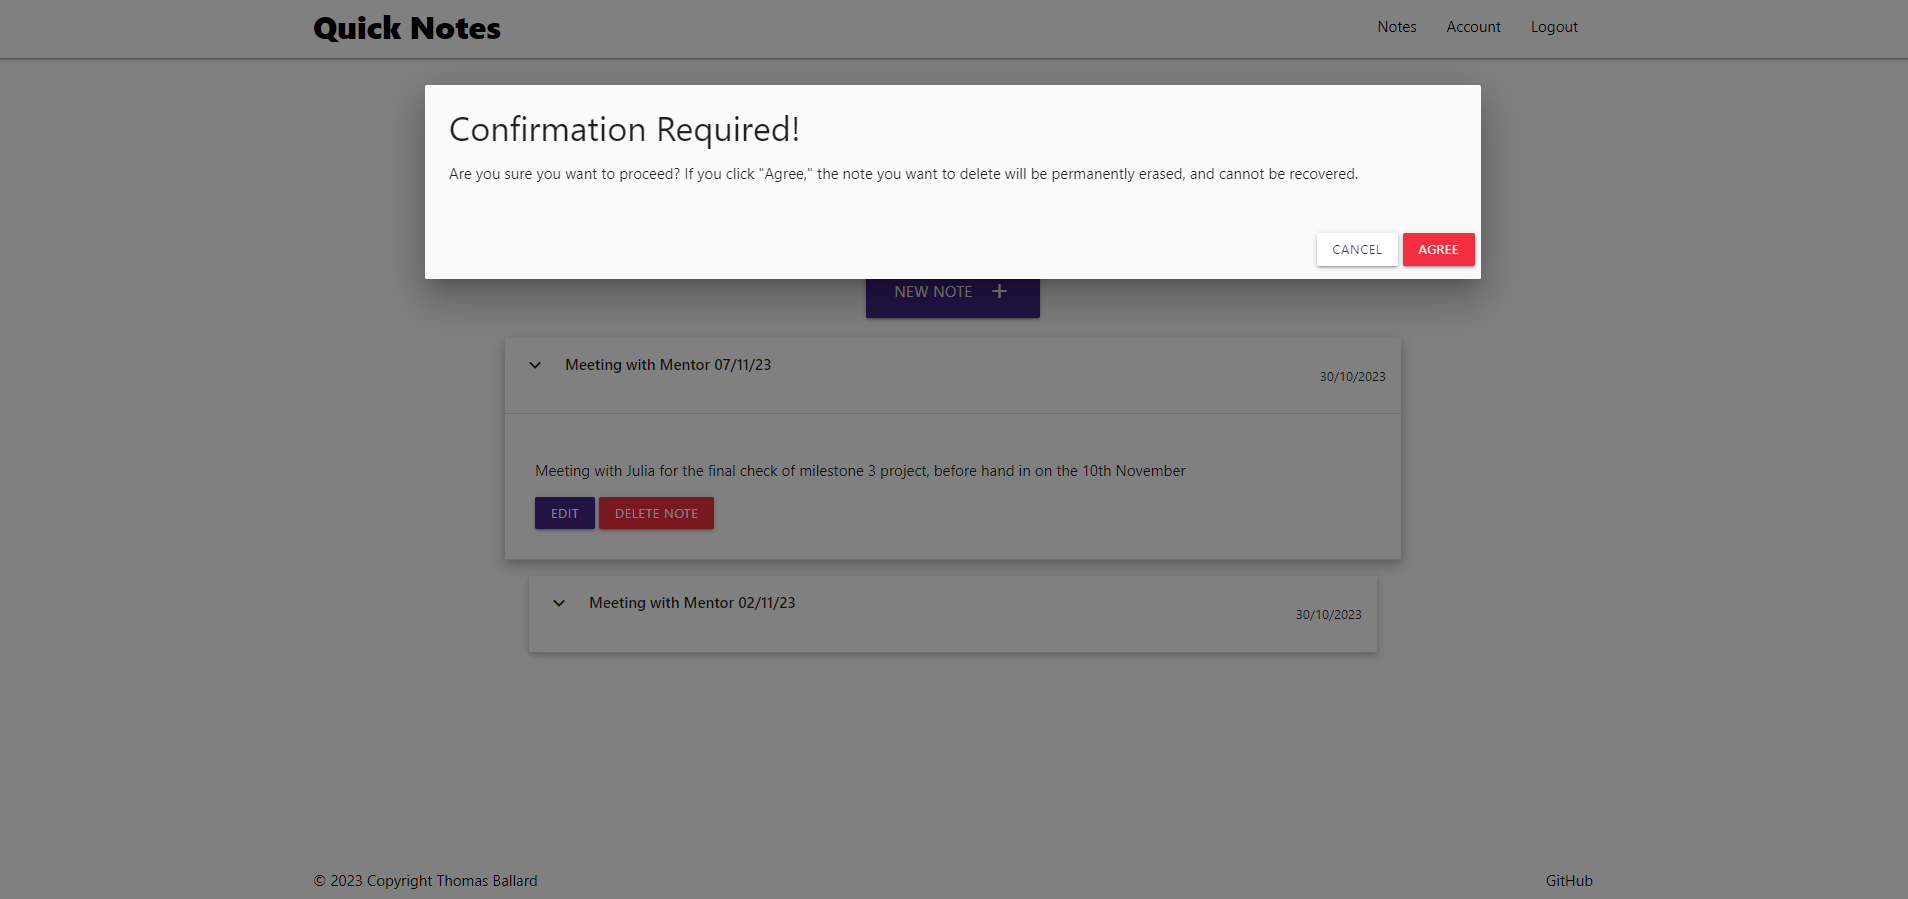 Quick Notes
Notes
Account
Logout
Confirmation Required!
Are you sure you want to proceed? If you click "Agree," the note you want to delete will be permanently erased, and cannot be recovered.
CANCEL
AGREE
NEW NOTE
Meeting with Mentor 07/11/23
30/10/2023
Meeting with Julia for the final check of milestone 3 project, before hand in on the 10th November
EDIT
DELETE NOTE
Meeting with Mentor 02/11/23
30/10/2023
© 2023 Copyright Thomas Ballard
GitHub